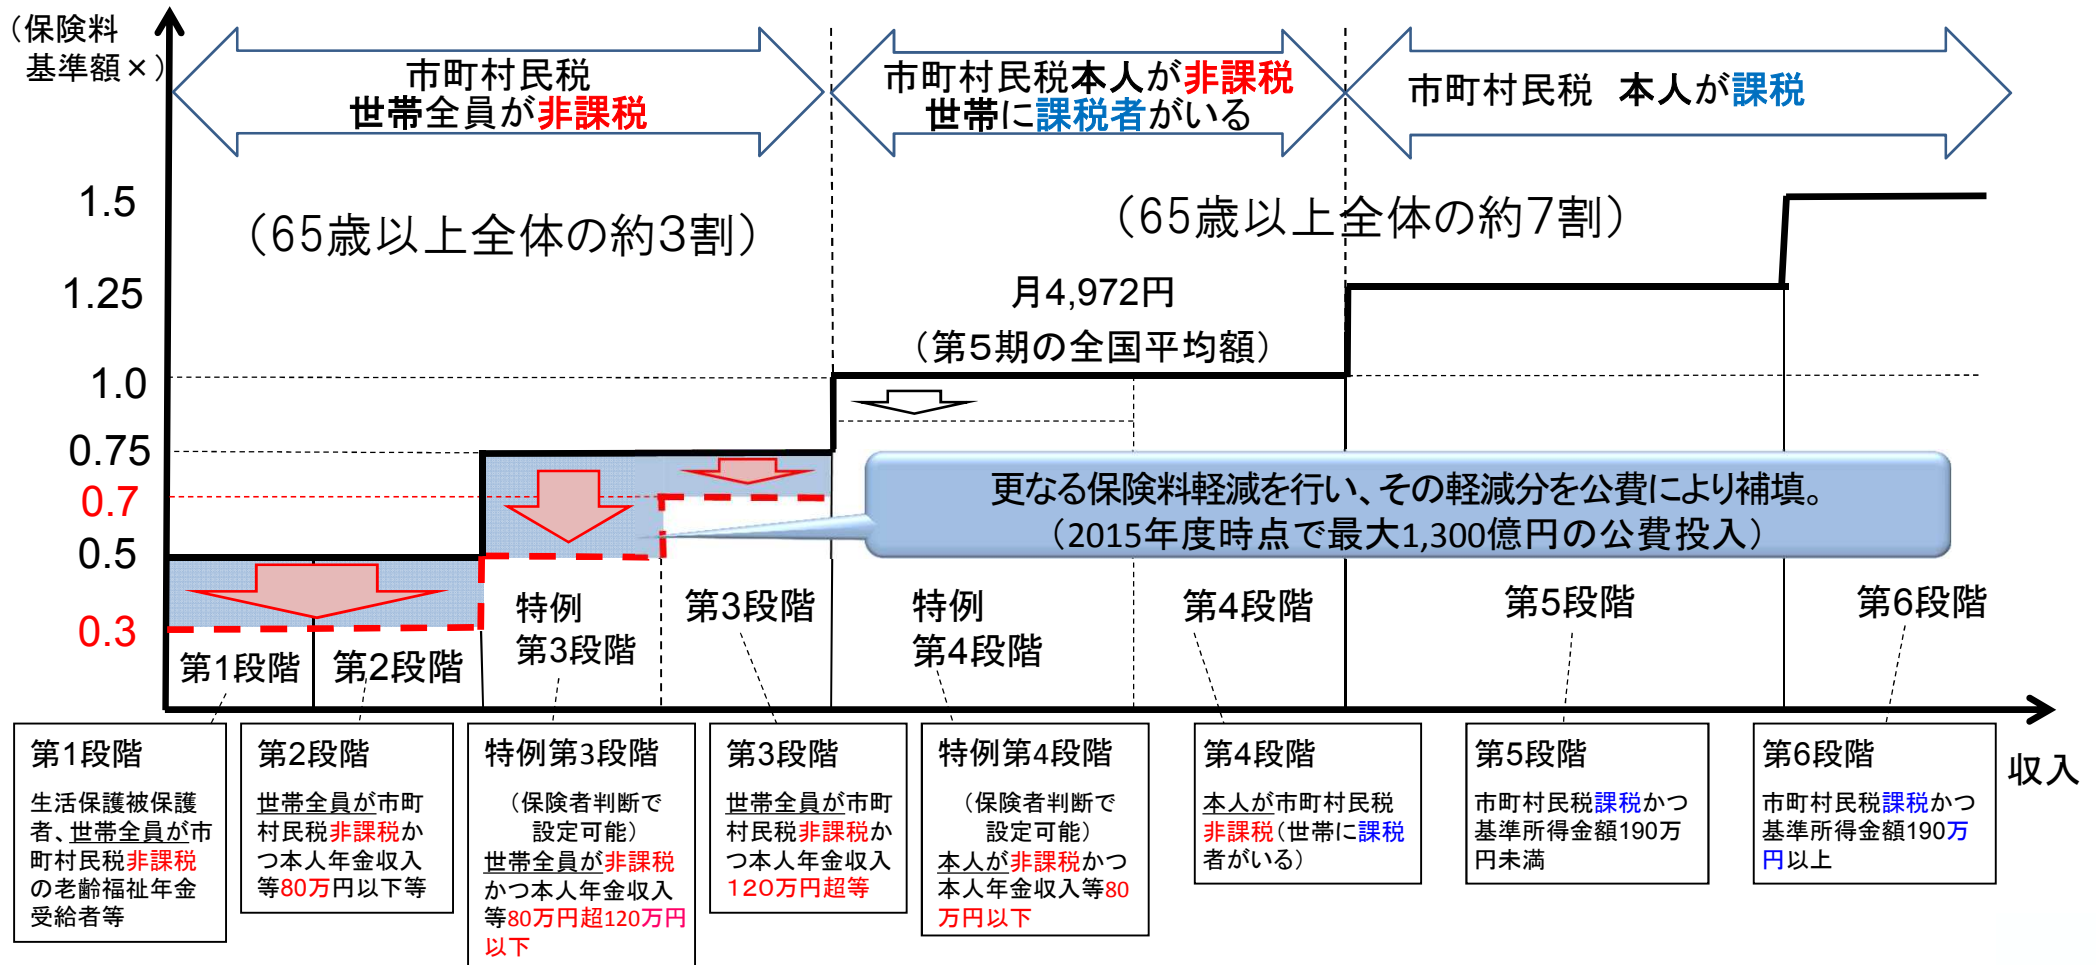 (保険料
基準額×)
市町村民税
世帯全員が非課税
市町村民税本人が非課税
世帯に課税者がいる
市町村民税 本人が課税
(65歳以上全体の約3割)
(65歳以上全体の約7割)
1.5
1.25
1.0
0.75
0.7
0.5
0.3
月4,972円
(第5期の全国平均額)
更なる保険料軽減を行い、その軽減分を公費により補填。
(2015年度時点で最大1,300億円の公費投入)
第1段階
第2段階
特例
第3段階
第3段階
特例
第4段階
第4段階
第5段階
第6段階
収入
第1段階
生活保護被保護
者、世帯全員が市
町村民税非課税
の老齢福祉年金
受給者等
第2段階
世帯全員が市町
村民税非課税か
つ本人年金収入
等80万円以下等
特例第3段階
(保険者判断で
設定可能)
世帯全員が非課税
かつ本人年金収入
等80万円超120万円
以下
第3段階
世帯全員が市町
村民税非課税か
つ本人年金収入
120万円超等
特例第4段階
(保険者判断で
設定可能)
本人が非課税かつ
本人年金収入等80
万円以下
第4段階
本人が市町村民税
非課税(世帯に課税
者がいる)
第5段階
市町村民税課税かつ
基準所得金額190万
円未満
第6段階
市町村民税課税かつ
基準所得金額190万
円以上